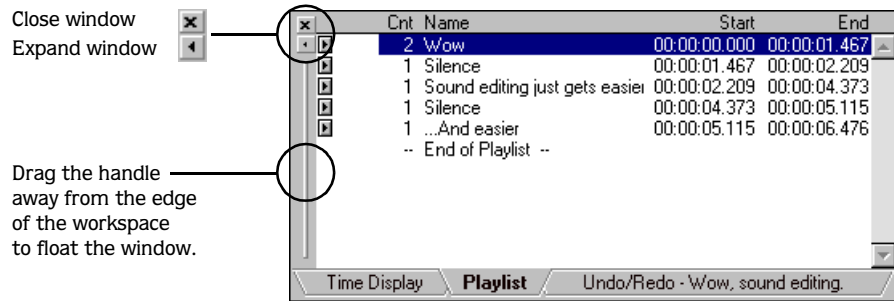 Close window
Expand window
Drag the handle
away from the edge
of the workspace
to float the window.
Cnt Name Start End
2 Wow 00:00:00.000 00:00:01.467
1 Silence 00:00:01.467 00:00:02.209
1 Sound editing just gets easier 00:00:02.209 00:00:04.373
1 Silence 00:00:04.373 00:00:05.115
1 ...And easier 00:00:05.115 00:00:06.476
-- End of Playlist --
Time Display Playlist Undo/Redo - Wow, sound editing.